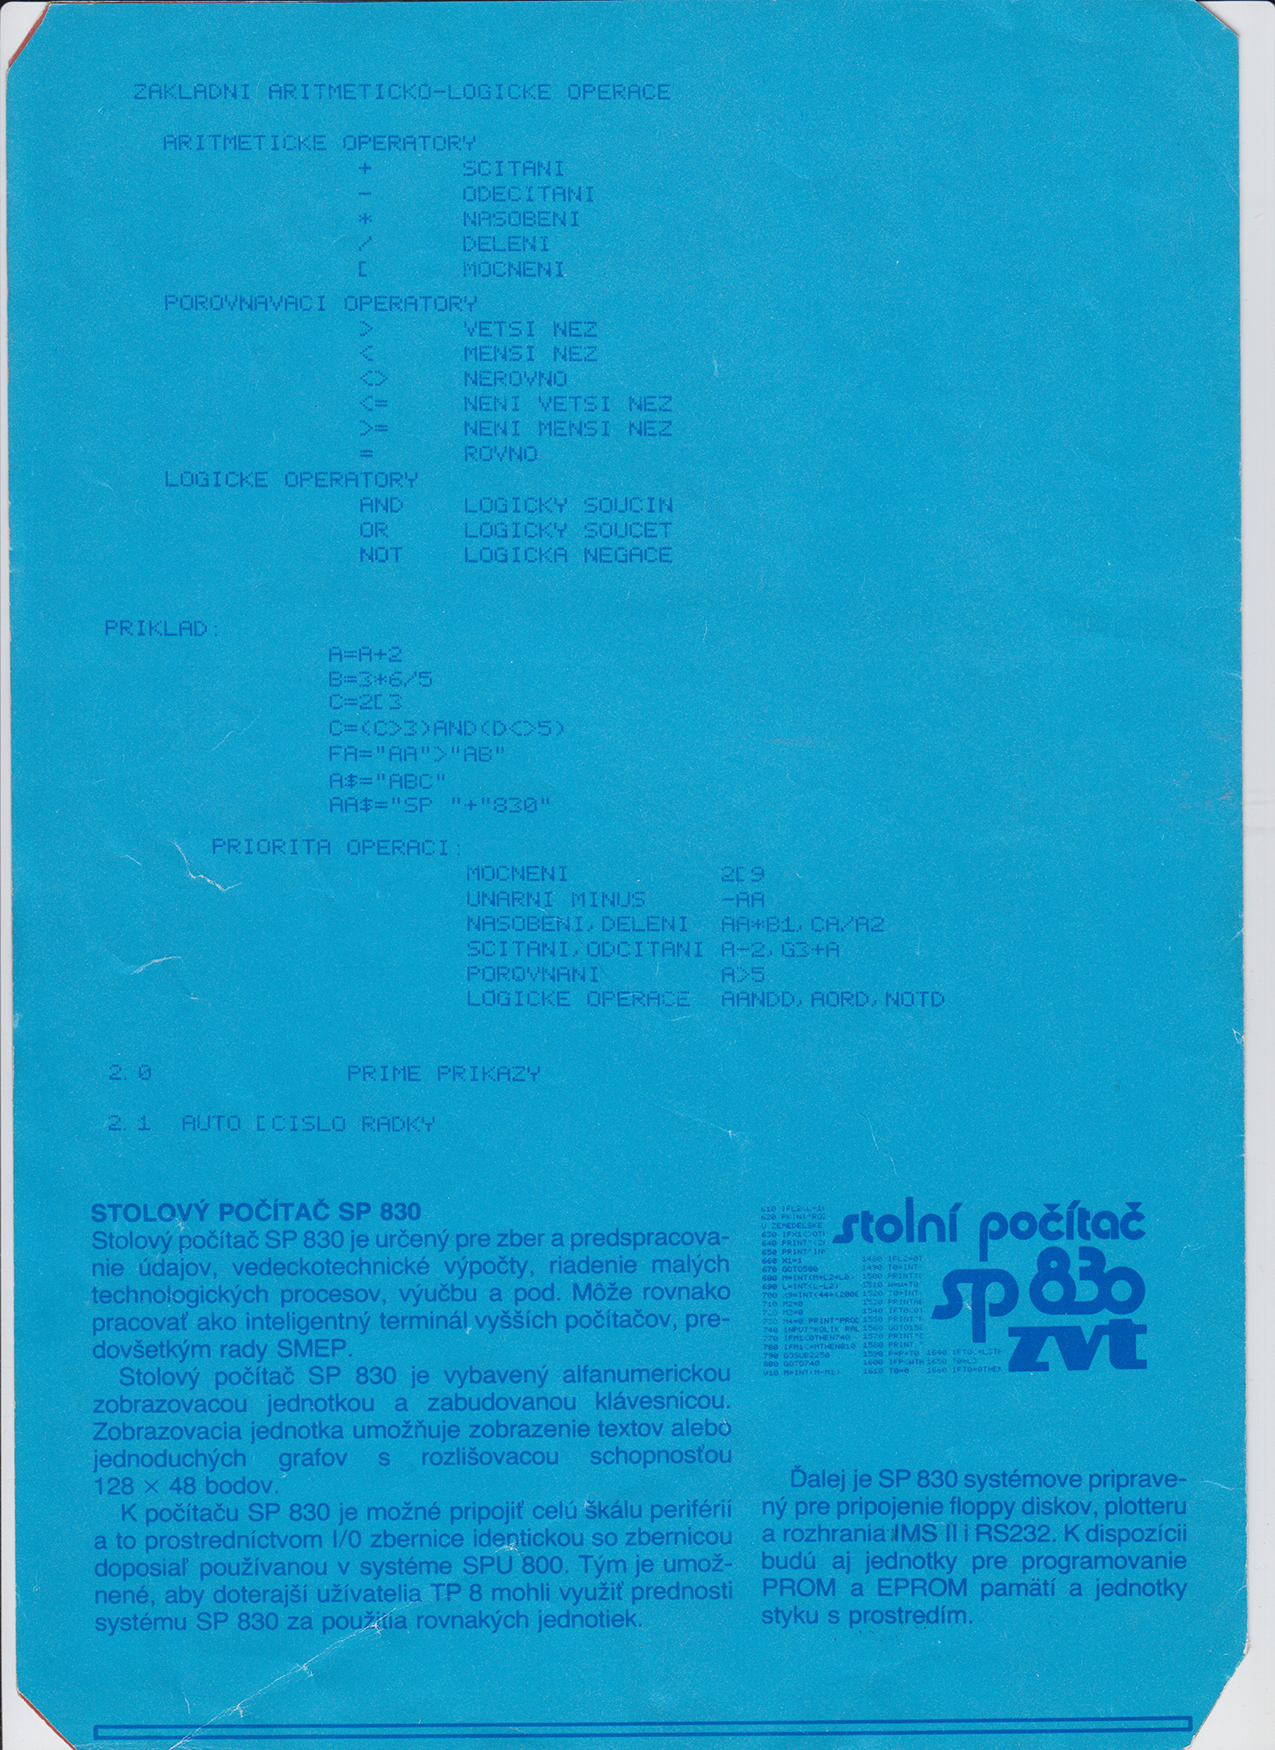 ZAKLADNI ARITMETICKO-LOGICKE OPERACE
ARITMETICKE OPERATORY
+ SCITANI
- ODECITANI
* NASOBENI
/ DELENI
[ MOCNENI
POROVNAVACI OPERATORY
> VETSI NEZ
< MENSI NEZ
<> NEROVNO
<= NENI VETSI NEZ
>= NENI MENSI NEZ
= ROVNO
LOGICKE OPERATORY
AND LOGICKY SOUCIN
OR LOGICKY SOUCET
NOT LOGICKA NEGACE
PRIKLAD:
A=A+2
B=3*6/5
C=2[3
C=(C>3)AND(D<>5)
FA="AA">"AB"
A$="ABC"
AA$="SP "+"830"
PRIORITA OPERACI:
MOCNENI 2[9
UNARNI MINUS -AA
NASOBENI,DELENI AA*B1,CA/A2
SCITANI,ODCITANI A-2,G3+A
POROVNANI A>5
LOGICKE OPERACE AANDD,AORD,NOTD
2.0 PRIME PRIKAZY
2.1 AUTO [CISLO RADKY
STOLOVÝ POČÍTAČ SP 830
Stolový počítač SP 830 je určený pre zber a predspracova-
nie údajov, vedeckotechnické výpočty, riadenie malých
technologických procesov, výučbu a pod. Môže rovnako
pracovať ako inteligentný terminál vyšších počítačov, pre-
dovšetkým rady SMEP.
Stolový počítač SP 830 je vybavený alfanumerickou
zobrazovacou jednotkou a zabudovanou klávesnicou.
Zobrazovacia jednotka umožňuje zobrazenie textov alebo
jednoduchých grafov s rozlišovacou schopnosťou
128 × 48 bodov.
K počítaču SP 830 je možné pripojiť celú škálu periférií
a to prostredníctvom I/0 zbernice identickou so zbernicou
doposiaľ používanou v systéme SPU 800. Tým je umož-
nené, aby doterajší užívatelia TP 8 mohli využiť prednosti
systému SP 830 za použitia rovnakých jednotiek.
stolní počítač
sp 830
zvt
Ďalej je SP 830 systémove priprave-
ný pre pripojenie floppy diskov, plotteru
a rozhrania IMS II i RS232. K dispozícii
budú aj jednotky pre programovanie
PROM a EPROM pamätí a jednotky
styku s prostredím.